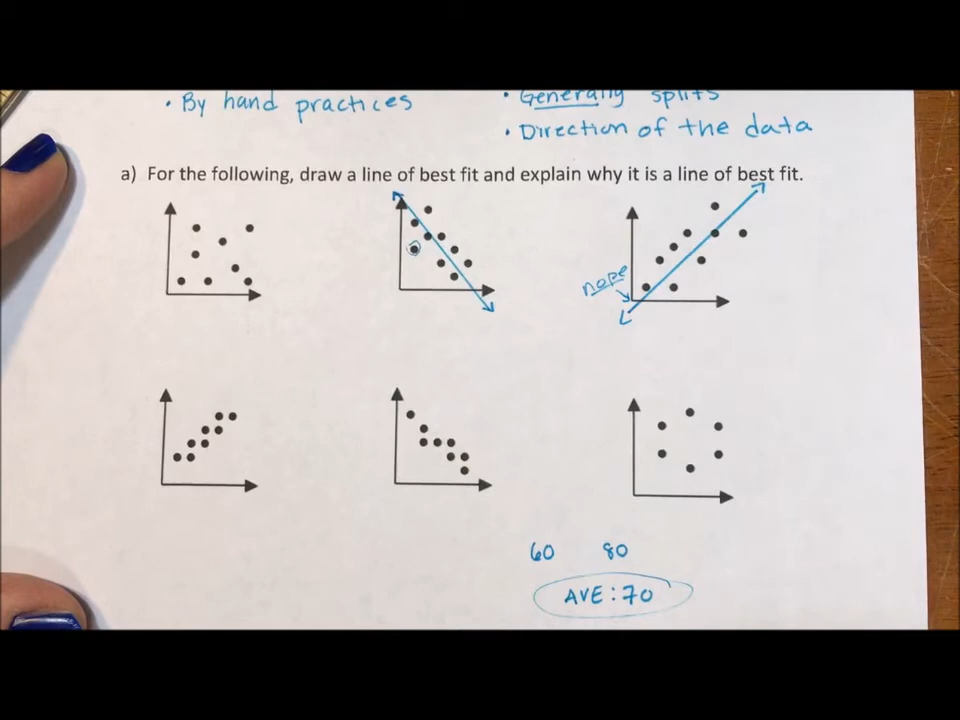 • By hand practices
• Generally splits
• Direction of the data
a) For the following, draw a line of best fit and explain why it is a line of best fit.
nope
60 80
AVE: 70